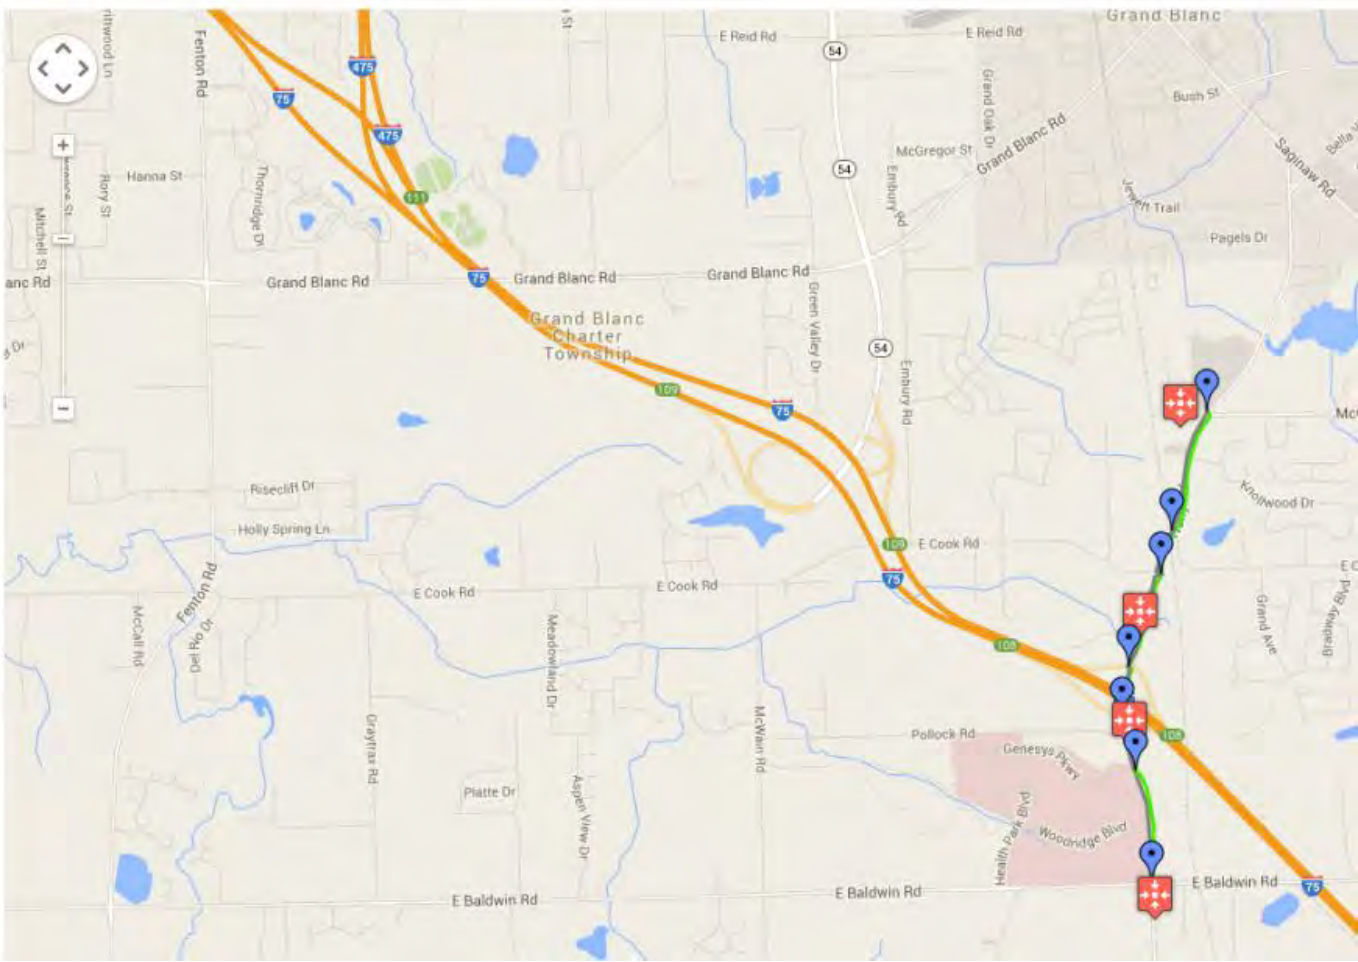 Grand Blanc
E Reid Rd
E Reid Rd
54
Fenton Rd
475
75
Grand Oak Dr
Bush St
475
Grand Blanc Rd
McGregor St
Saginaw Rd
Hanna St
Rory St
Thornridge Dr
54
Embury Rd
Jewett Trail
Mitchell St
Pagels Dr
anc Rd
Grand Blanc Rd
75
Grand Blanc Rd
Grand Blanc Rd
Green Valley Dr
Grand Blanc
Charter
Township
54
Embury Rd
109
75
Risecliff Dr
Knollwood Dr
Holly Spring Ln
109
E Cook Rd
75
E Cook Rd
E Cook Rd
Fenton Rd
McCall Rd
Del Rio Dr
Meadowland Dr
Grand Ave
Bradway Blvd
108
Graytrax Rd
McWain Rd
Pollock Rd
Genesys Pkwy
108
Platte Dr
Aspen View Dr
Health Park Blvd
Woodridge Blvd
E Baldwin Rd
E Baldwin Rd
E Baldwin Rd
75